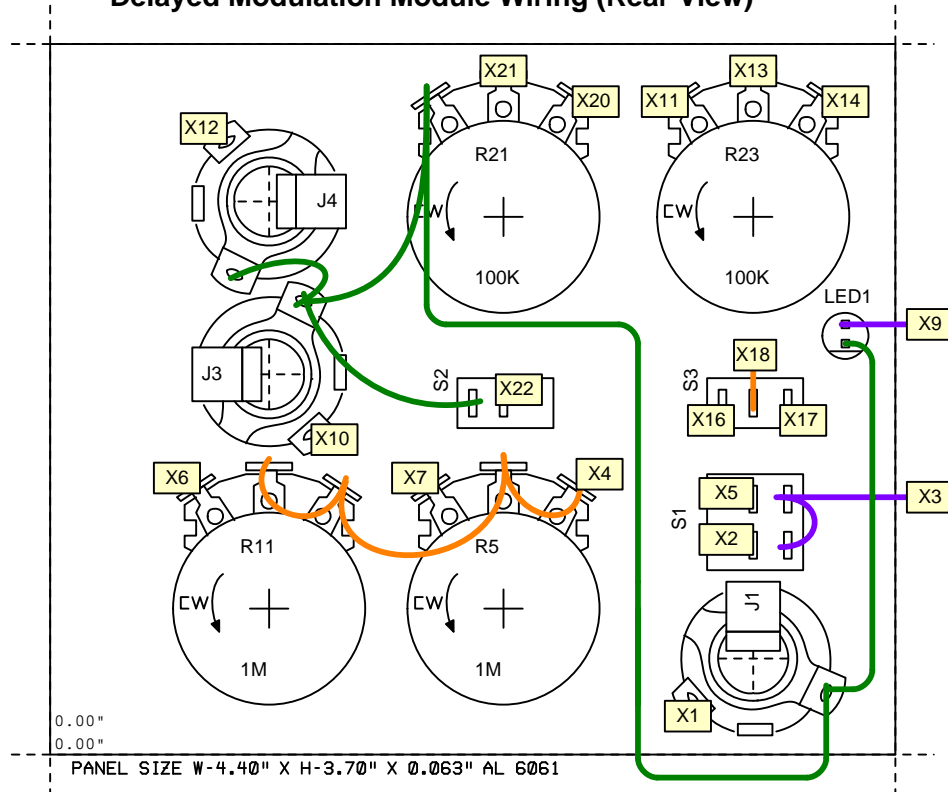 Delayed Modulation Module Wiring (Rear View)
X21
X13
X20
X11
X14
X12
R21
R23
J4
CW
CW
100K
100K
LED1
X9
X18
J3
S2
X22
S3
X16
X17
X10
X6
X7
X4
X5
X3
S1
X2
R11
R5
CW
CW
J1
1M
1M
X1
0.00"
0.00"
PANEL SIZE W-4.40" X H-3.70" X 0.063" AL 6061